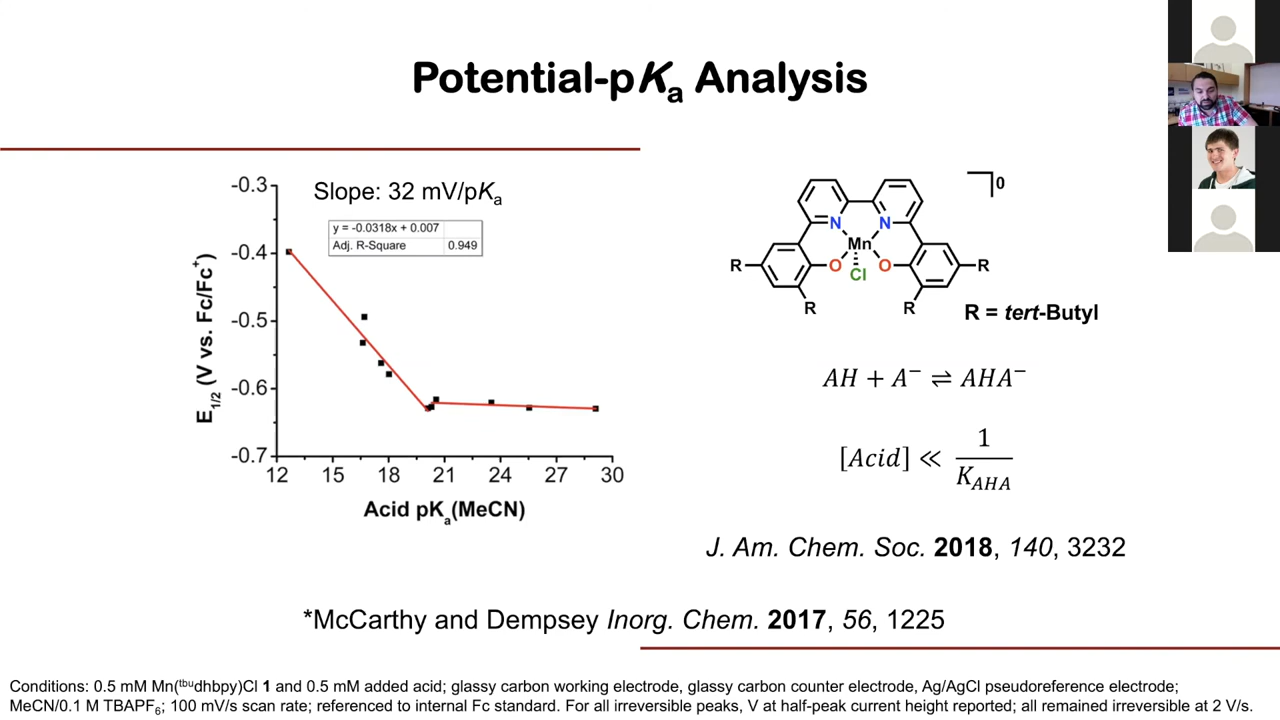 Potential-pKa Analysis
Slope: 32 mV/pKa
y = -0.0318x + 0.007
Adj. R-Square 0.949
-0.3
-0.4
-0.5
-0.6
-0.7
E1/2 (V vs. Fc/Fc+)
12 15 18 21 24 27 30
Acid pKa(MeCN)
0
N N
Mn
R O O R
Cl
R R
R = tert-Butyl
AH + A− ⇌ AHA−
[Acid] ≪ 1/KAHA
J. Am. Chem. Soc. 2018, 140, 3232
*McCarthy and Dempsey Inorg. Chem. 2017, 56, 1225
Conditions: 0.5 mM Mn(tbudhbpy)Cl 1 and 0.5 mM added acid; glassy carbon working electrode, glassy carbon counter electrode, Ag/AgCl pseudoreference electrode;
MeCN/0.1 M TBAPF6; 100 mV/s scan rate; referenced to internal Fc standard. For all irreversible peaks, V at half-peak current height reported; all remained irreversible at 2 V/s.